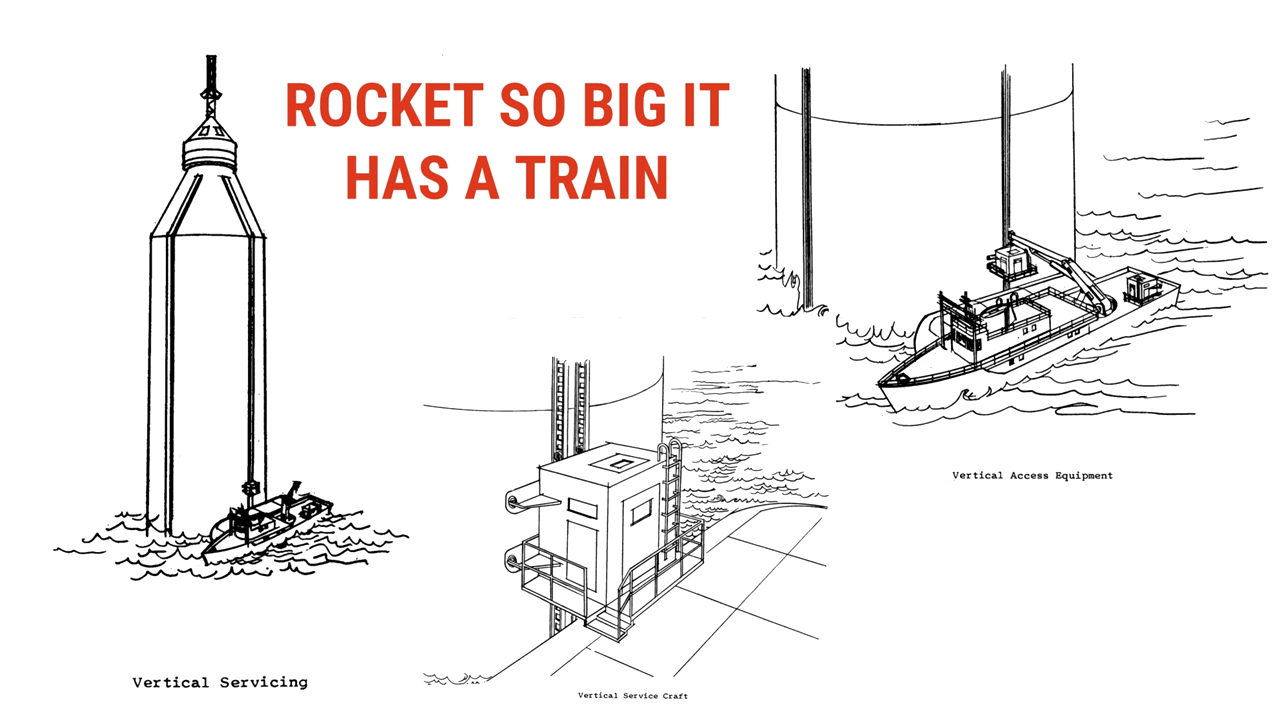 ROCKET SO BIG IT
HAS A TRAIN
Vertical Servicing
Vertical Service Craft
Vertical Access Equipment